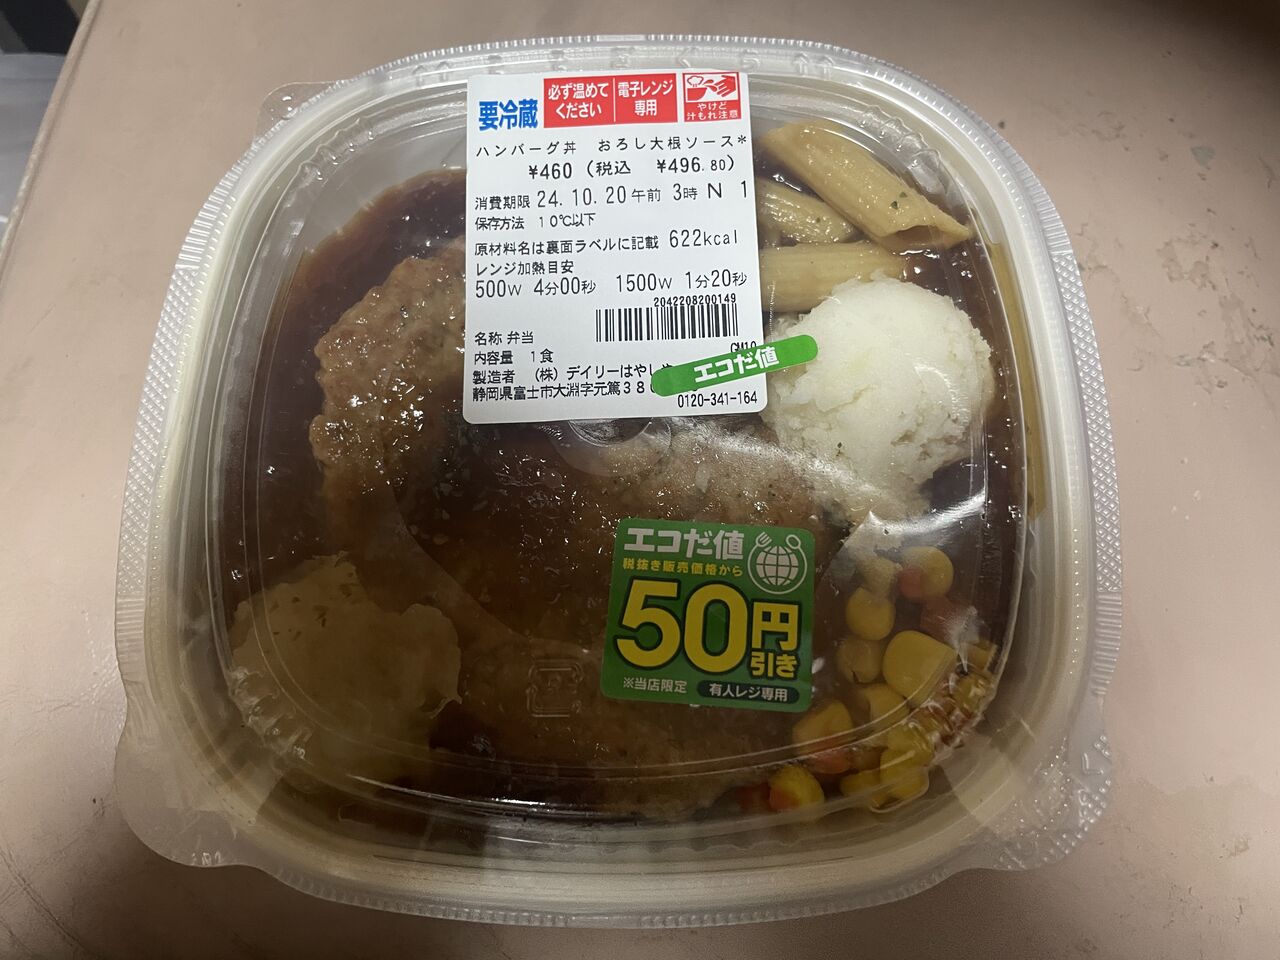 要冷蔵
必ず温めて
ください
電子レンジ
専用
やけど
汁もれ注意
ハンバーグ丼 おろし大根ソース*
¥460 (税込 ¥496.80)
消費期限 24.10.20午前 3時 N 1
保存方法 10℃以下
原材料名は裏面ラベルに記載 622kcal
レンジ加熱目安
500W 4分00秒 1500W 1分20秒
2042208200149
名称 弁当
内容量 1食
製造者 (株)デイリーはやしや
静岡県富士市大淵字元篤38
0120-341-164
エコだ値
エコだ値
税抜き販売価格から
50円
引き
※当店限定 有人レジ専用